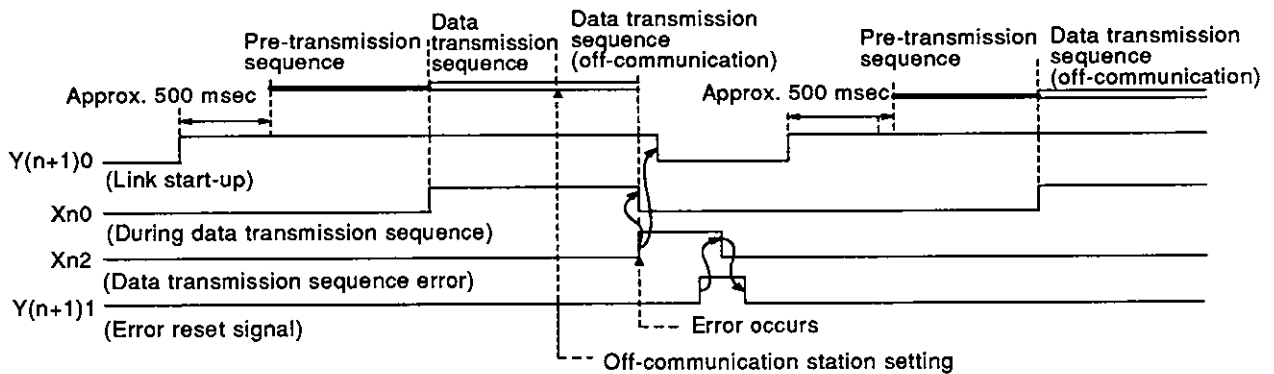 Pre-transmission
sequence
Data
transmission
sequence
Data transmission
sequence
(off-communication)
Pre-transmission
sequence
Data transmission
sequence
(off-communication)
Approx. 500 msec
Approx. 500 msec
Y(n+1)0
(Link start-up)
Xn0
(During data transmission sequence)
Xn2
(Data transmission sequence error)
Y(n+1)1
(Error reset signal)
Error occurs
Off-communication station setting